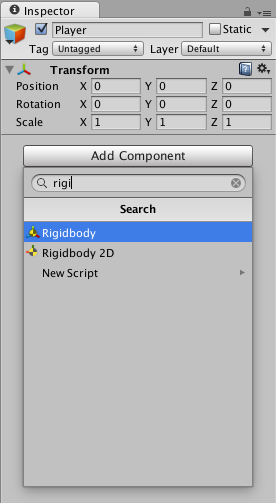 Inspector
Player Static
Tag Untagged Layer Default
Transform
Position X 0 Y 0 Z 0
Rotation X 0 Y 0 Z 0
Scale X 1 Y 1 Z 1
Add Component
rigi
Search
Rigidbody
Rigidbody 2D
New Script